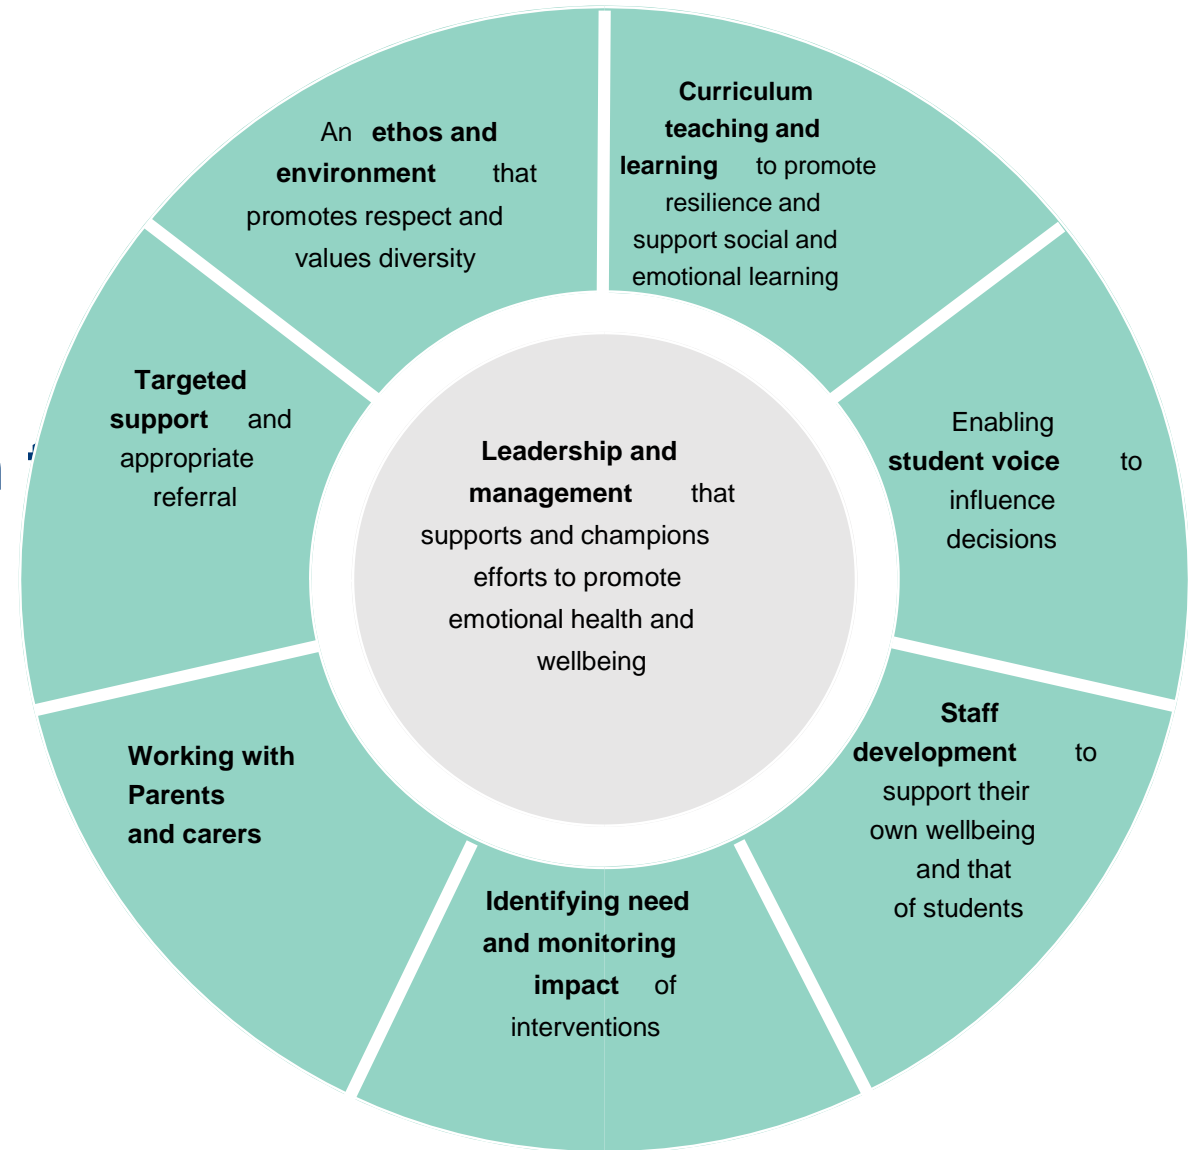 Curriculum
teaching and
learning to promote
resilience and
support social and
emotional learning
An ethos and
environment that
promotes respect and
values diversity
Targeted
support and
appropriate
referral
Leadership and
management that
supports and champions
efforts to promote
emotional health and
wellbeing
Enabling
student voice to
influence
decisions
Staff
development to
support their
own wellbeing
and that
of students
Working with
Parents
and carers
Identifying need
and monitoring
impact of
interventions